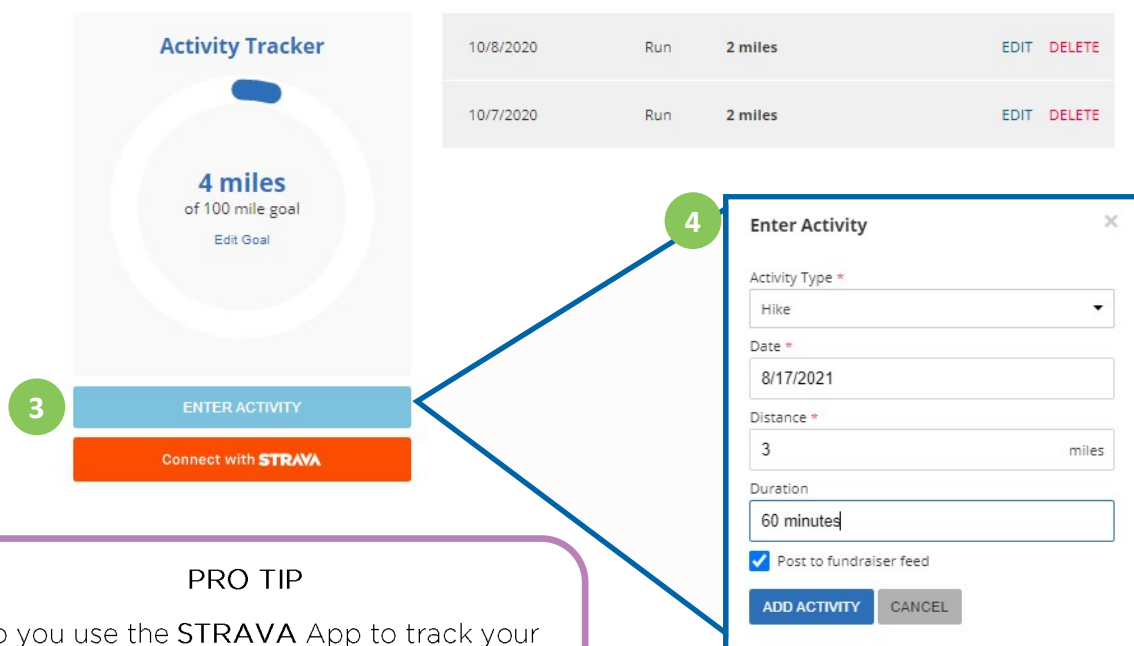 Activity Tracker
4 miles
of 100 mile goal
Edit Goal
10/8/2020 Run 2 miles EDIT DELETE
10/7/2020 Run 2 miles EDIT DELETE
3
ENTER ACTIVITY
Connect with STRAVA
4
Enter Activity ×
Activity Type *
Hike
Date *
8/17/2021
Distance *
3 miles
Duration
60 minutes
Post to fundraiser feed
ADD ACTIVITY CANCEL
PRO TIP
you use the STRAVA App to track your